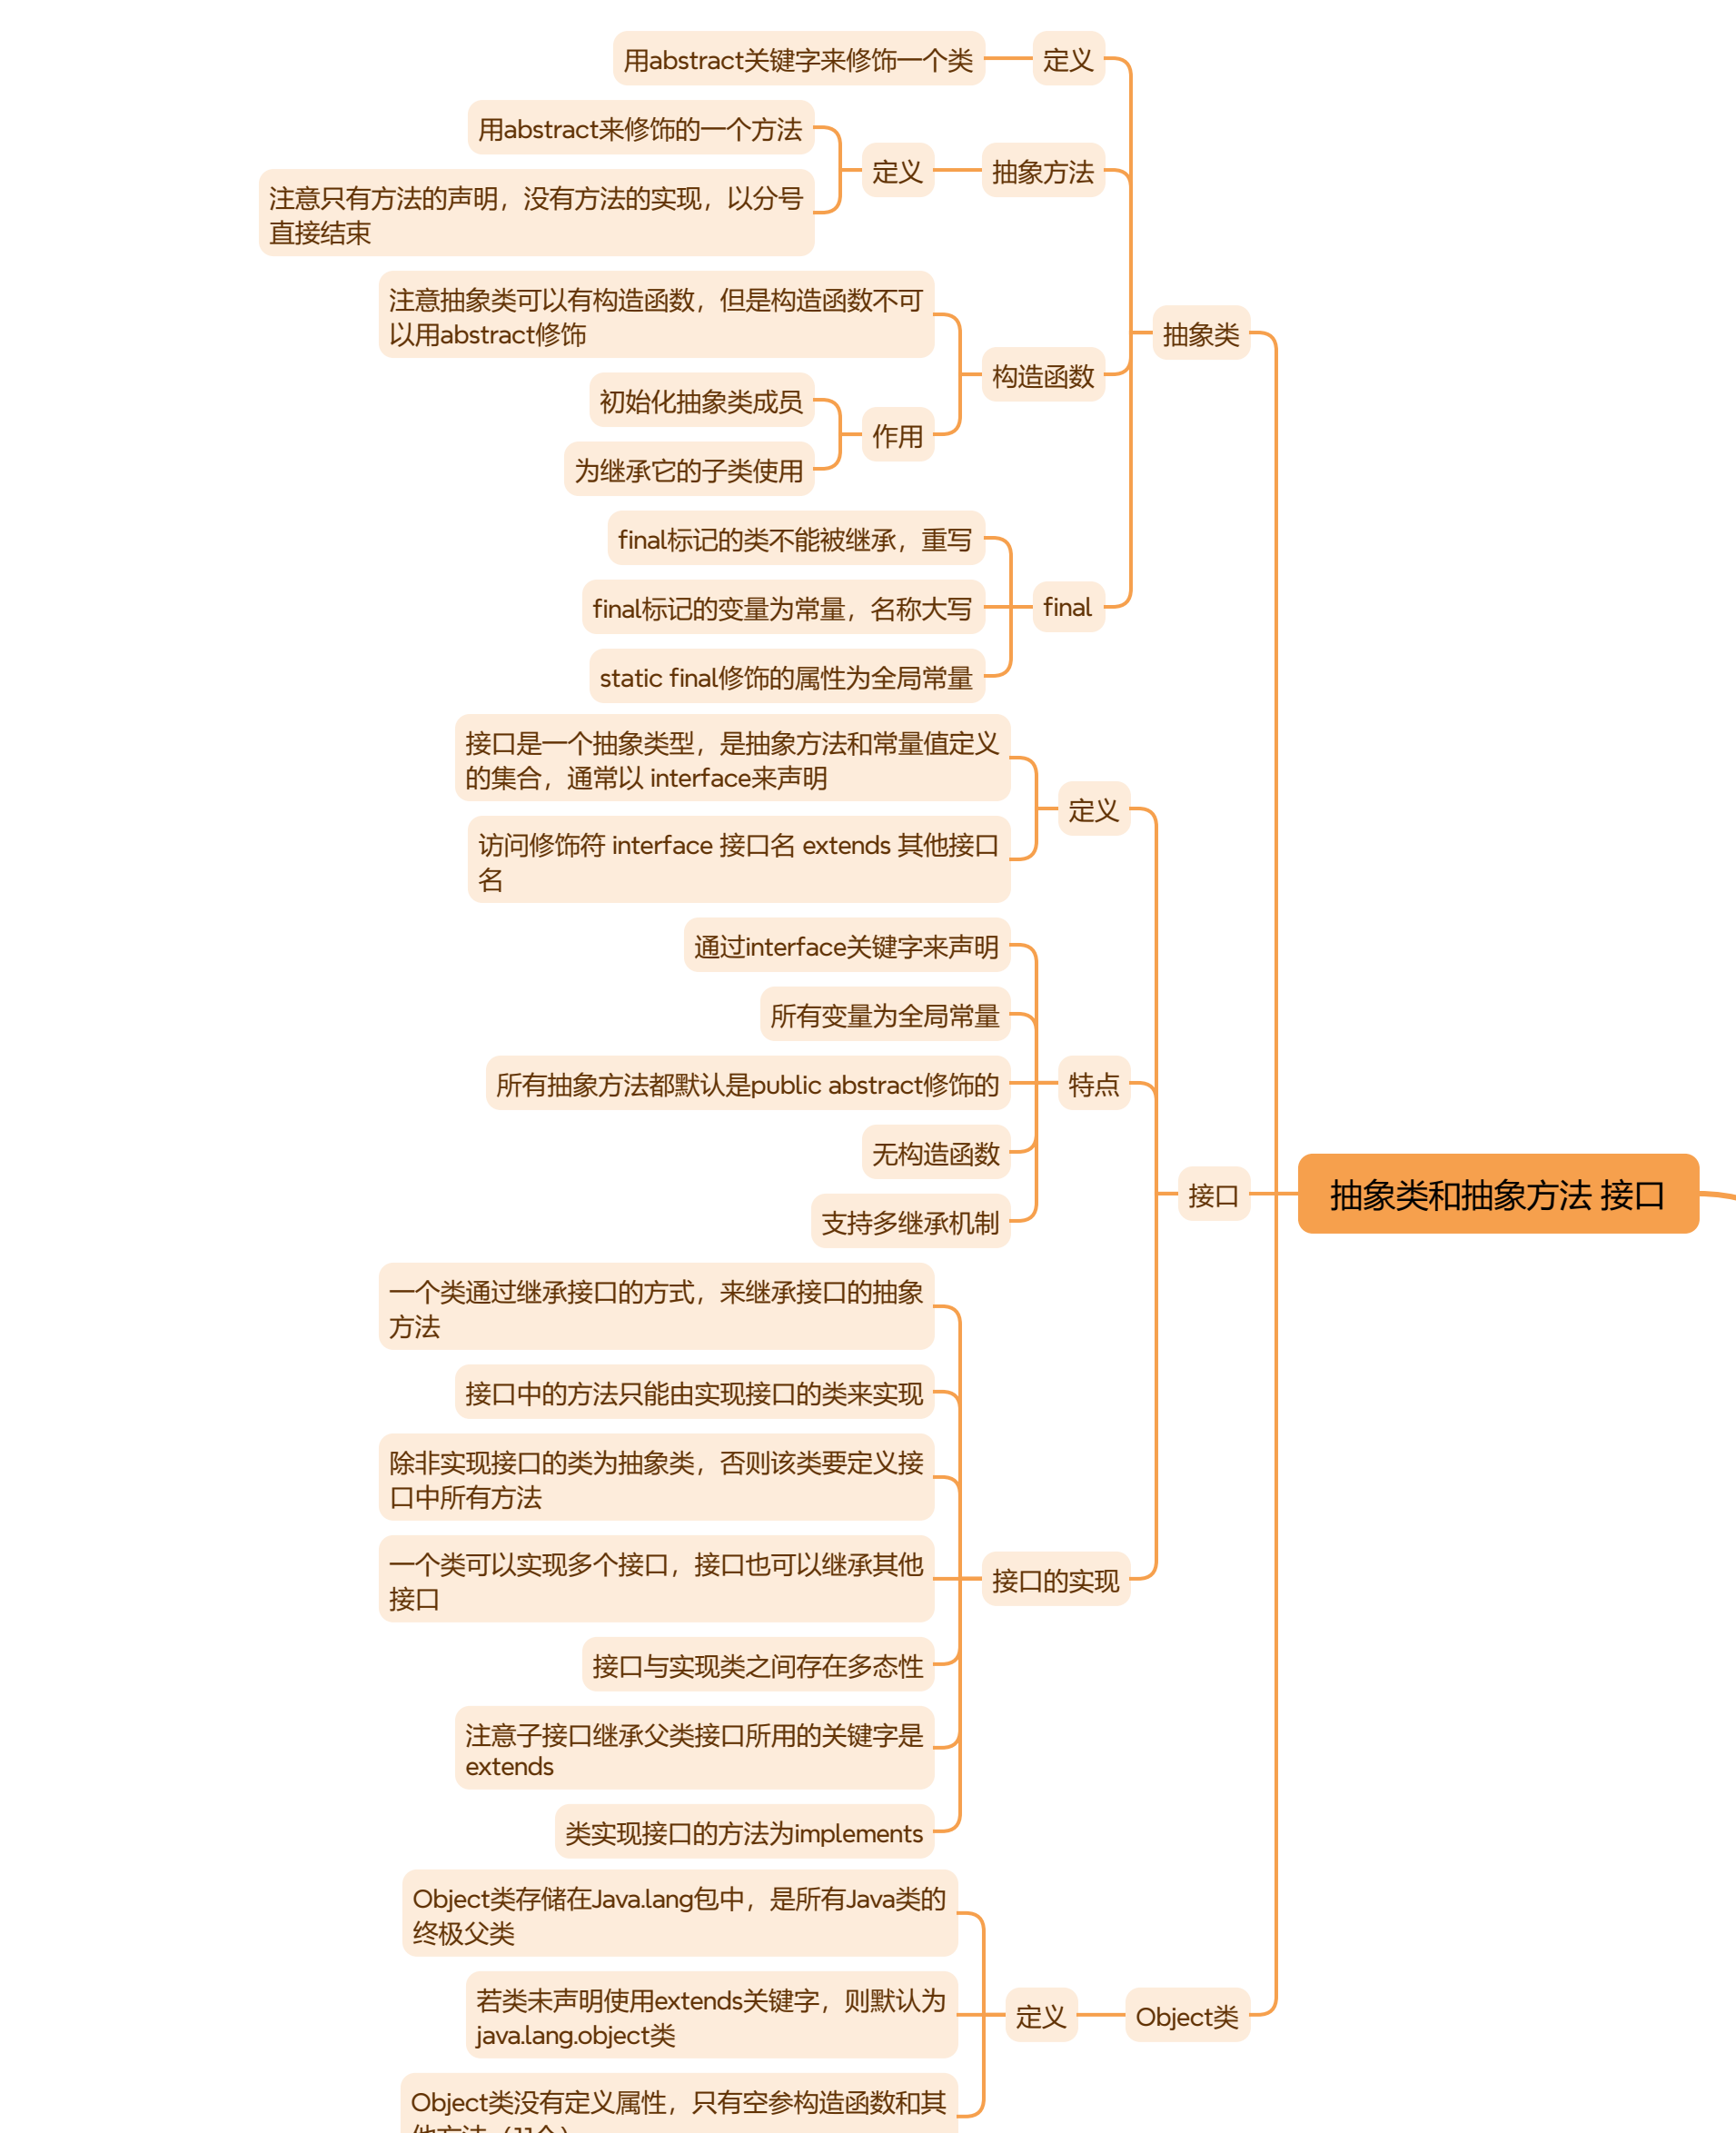 用abstract关键字来修饰一个类
定义
用abstract来修饰的一个方法
注意只有方法的声明，没有方法的实现，以分号
直接结束
定义
抽象方法
注意抽象类可以有构造函数，但是构造函数不可
以用abstract修饰
初始化抽象类成员
为继承它的子类使用
作用
构造函数
抽象类
final标记的类不能被继承，重写
final标记的变量为常量，名称大写
static final修饰的属性为全局常量
final
接口是一个抽象类型，是抽象方法和常量值定义
的集合，通常以 interface来声明
访问修饰符 interface 接口名 extends 其他接口
名
定义
通过interface关键字来声明
所有变量为全局常量
所有抽象方法都默认是public abstract修饰的
无构造函数
支持多继承机制
特点
接口
抽象类和抽象方法 接口
一个类通过继承接口的方式，来继承接口的抽象
方法
接口中的方法只能由实现接口的类来实现
除非实现接口的类为抽象类，否则该类要定义接
口中所有方法
一个类可以实现多个接口，接口也可以继承其他
接口
接口与实现类之间存在多态性
注意子接口继承父类接口所用的关键字是
extends
类实现接口的方法为implements
接口的实现
Object类存储在Java.lang包中，是所有Java类的
终极父类
若类未声明使用extends关键字，则默认为
java.lang.object类
Object类没有定义属性，只有空参构造函数和其
他方法（11个）
定义
Object类